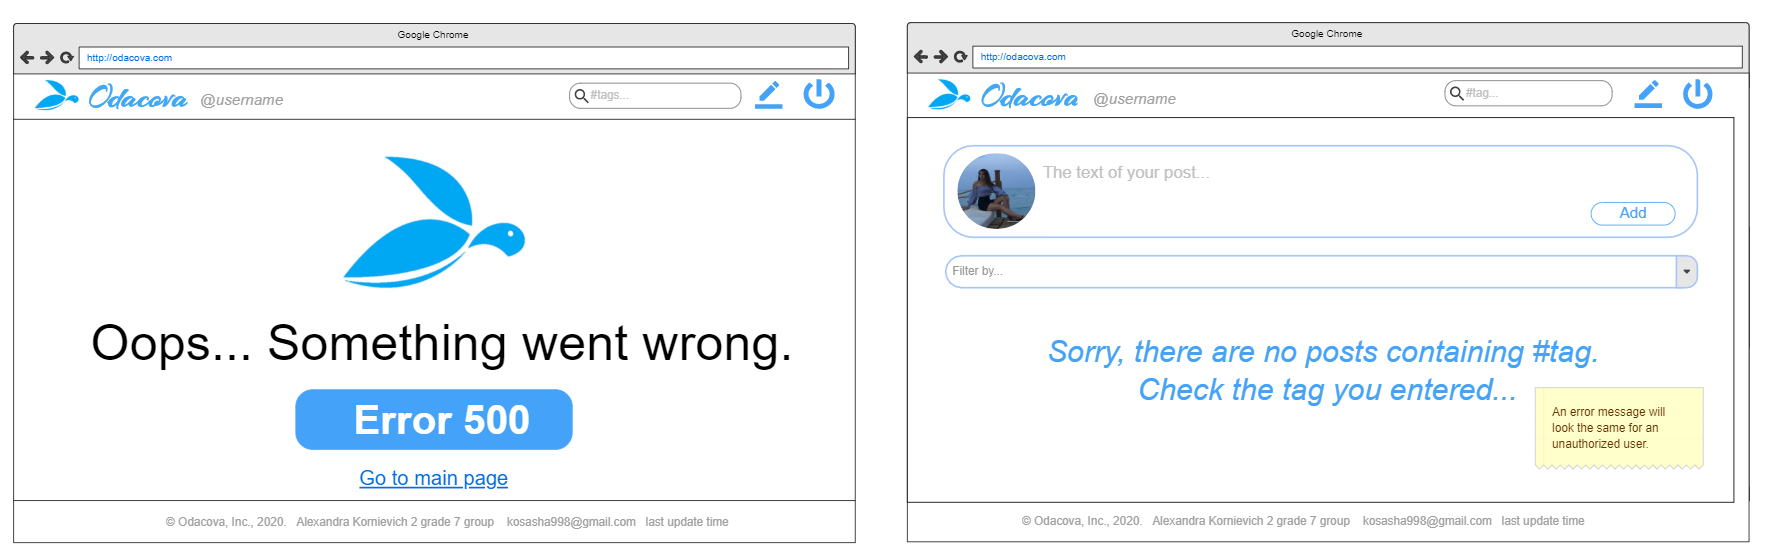 Google Chrome
http://odacova.com
Odacova @username
#tags...
Oops... Something went wrong.
Error 500
Go to main page
© Odacova, Inc., 2020. Alexandra Kornievich 2 grade 7 group kosasha998@gmail.com last update time
Google Chrome
http://odacova.com
Odacova @username
#tag...
The text of your post...
Add
Filter by...
Sorry, there are no posts containing #tag.
Check the tag you entered...
An error message will
look the same for an
unauthorized user.
© Odacova, Inc., 2020. Alexandra Kornievich 2 grade 7 group kosasha998@gmail.com last update time